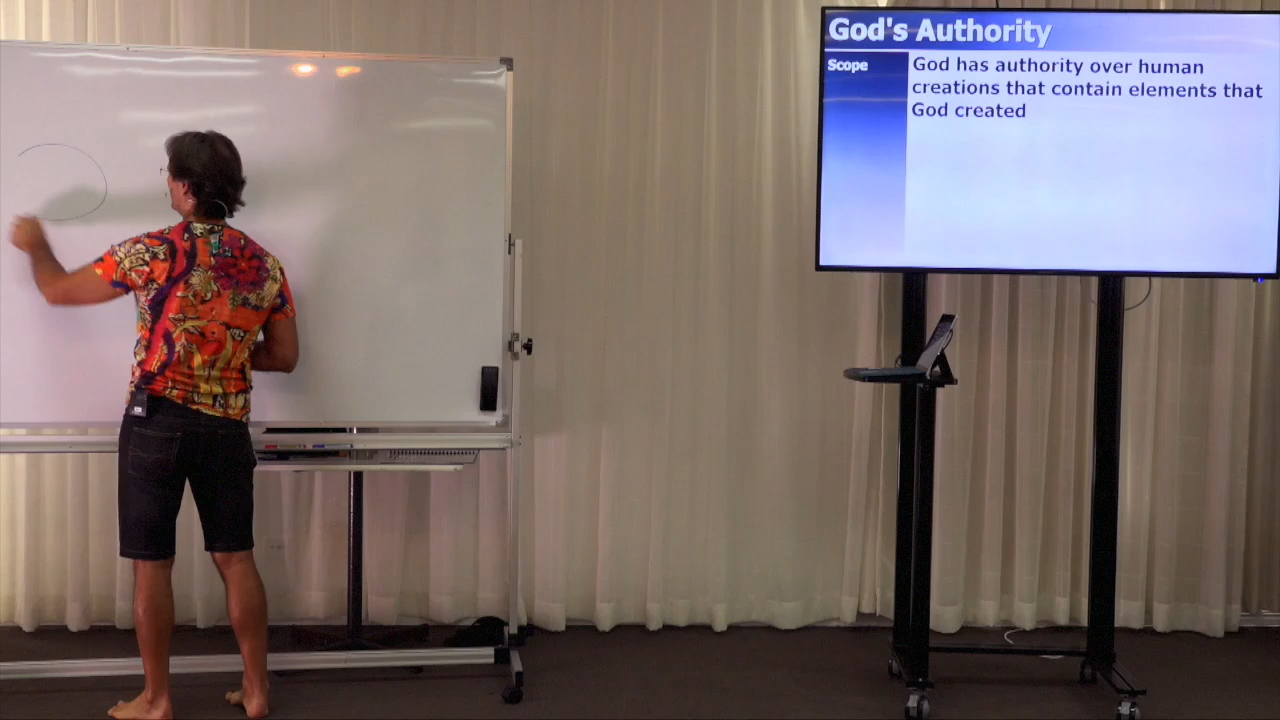 God's Authority
Scope
God has authority over human
creations that contain elements that
God created